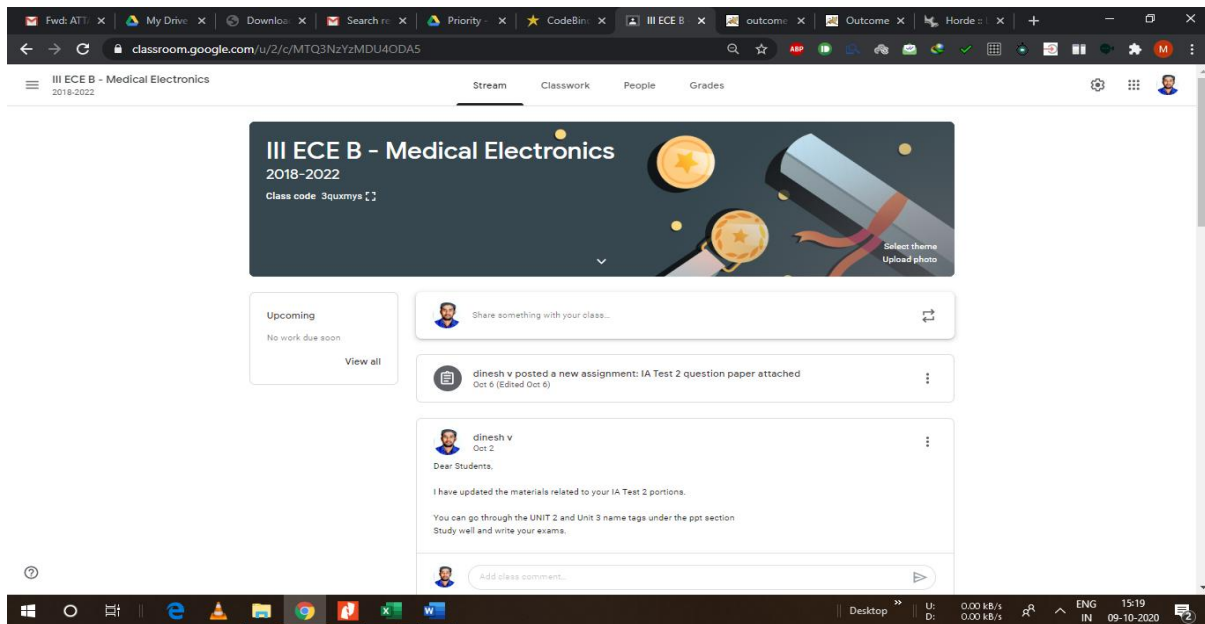 Fwd: ATT/
My Drive
Downloa
Search re
Priority -
CodeBind
III ECE B -
outcome
Outcome
Horde ::
classroom.google.com/u/2/c/MTQ3NzYzMDU4ODA5
ABP
M
III ECE B - Medical Electronics
2018-2022
Stream
Classwork
People
Grades
III ECE B - Medical Electronics
2018-2022
Class code 3quxmys
Select theme
Upload photo
Upcoming
No work due soon
View all
Share something with your class...
dinesh v posted a new assignment: IA Test 2 question paper attached
Oct 6 (Edited Oct 6)
dinesh v
Oct 2
Dear Students,
I have updated the materials related to your IA Test 2 portions.
You can go through the UNIT 2 and Unit 3 name tags under the ppt section
Study well and write your exams.
Add class comment...
Desktop
U: 0.00 kB/s
D: 0.00 kB/s
ENG
IN
15:19
09-10-2020
2